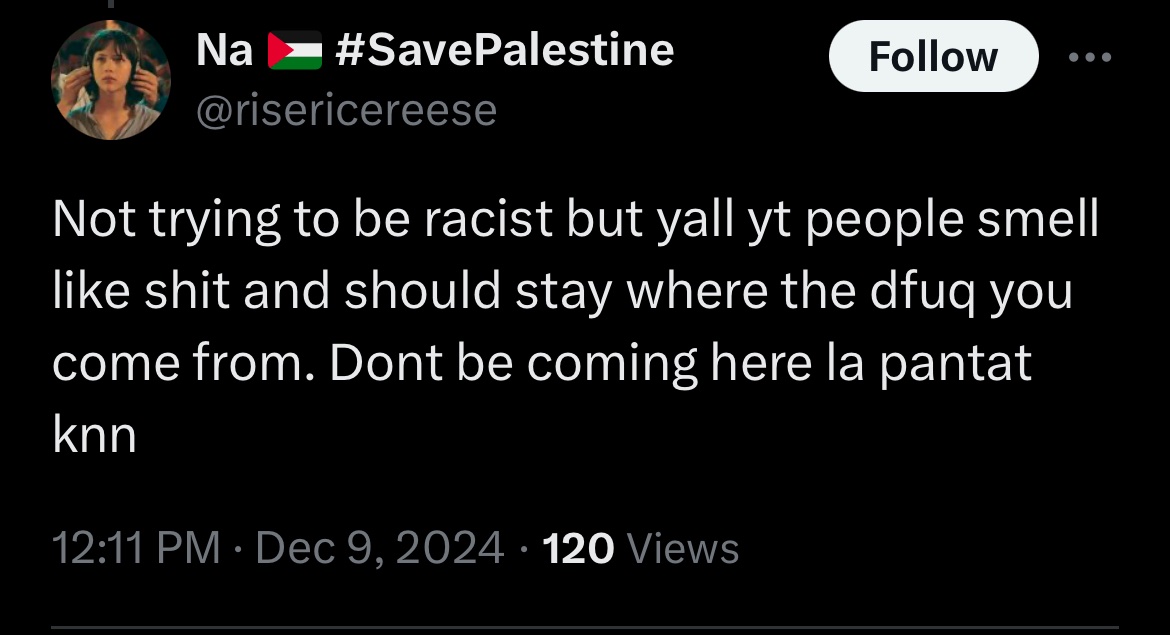 Na 🇵🇸 #SavePalestine
Follow
@risericereese
Not trying to be racist but yall yt people smell
like shit and should stay where the dfuq you
come from. Dont be coming here la pantat
knn
12:11 PM · Dec 9, 2024 · 120 Views